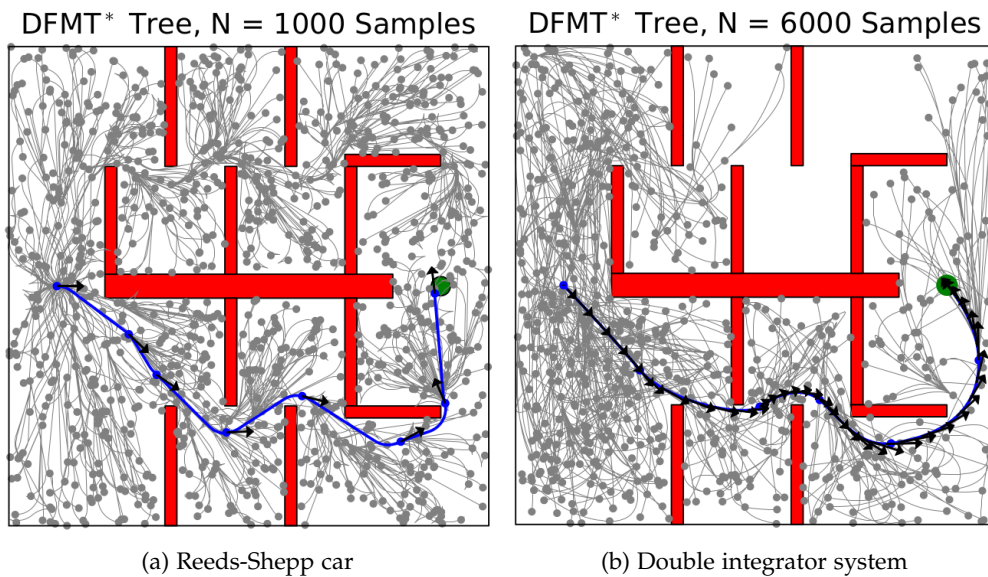 DFMT* Tree, N = 1000 Samples
DFMT* Tree, N = 6000 Samples
(a) Reeds-Shepp car
(b) Double integrator system